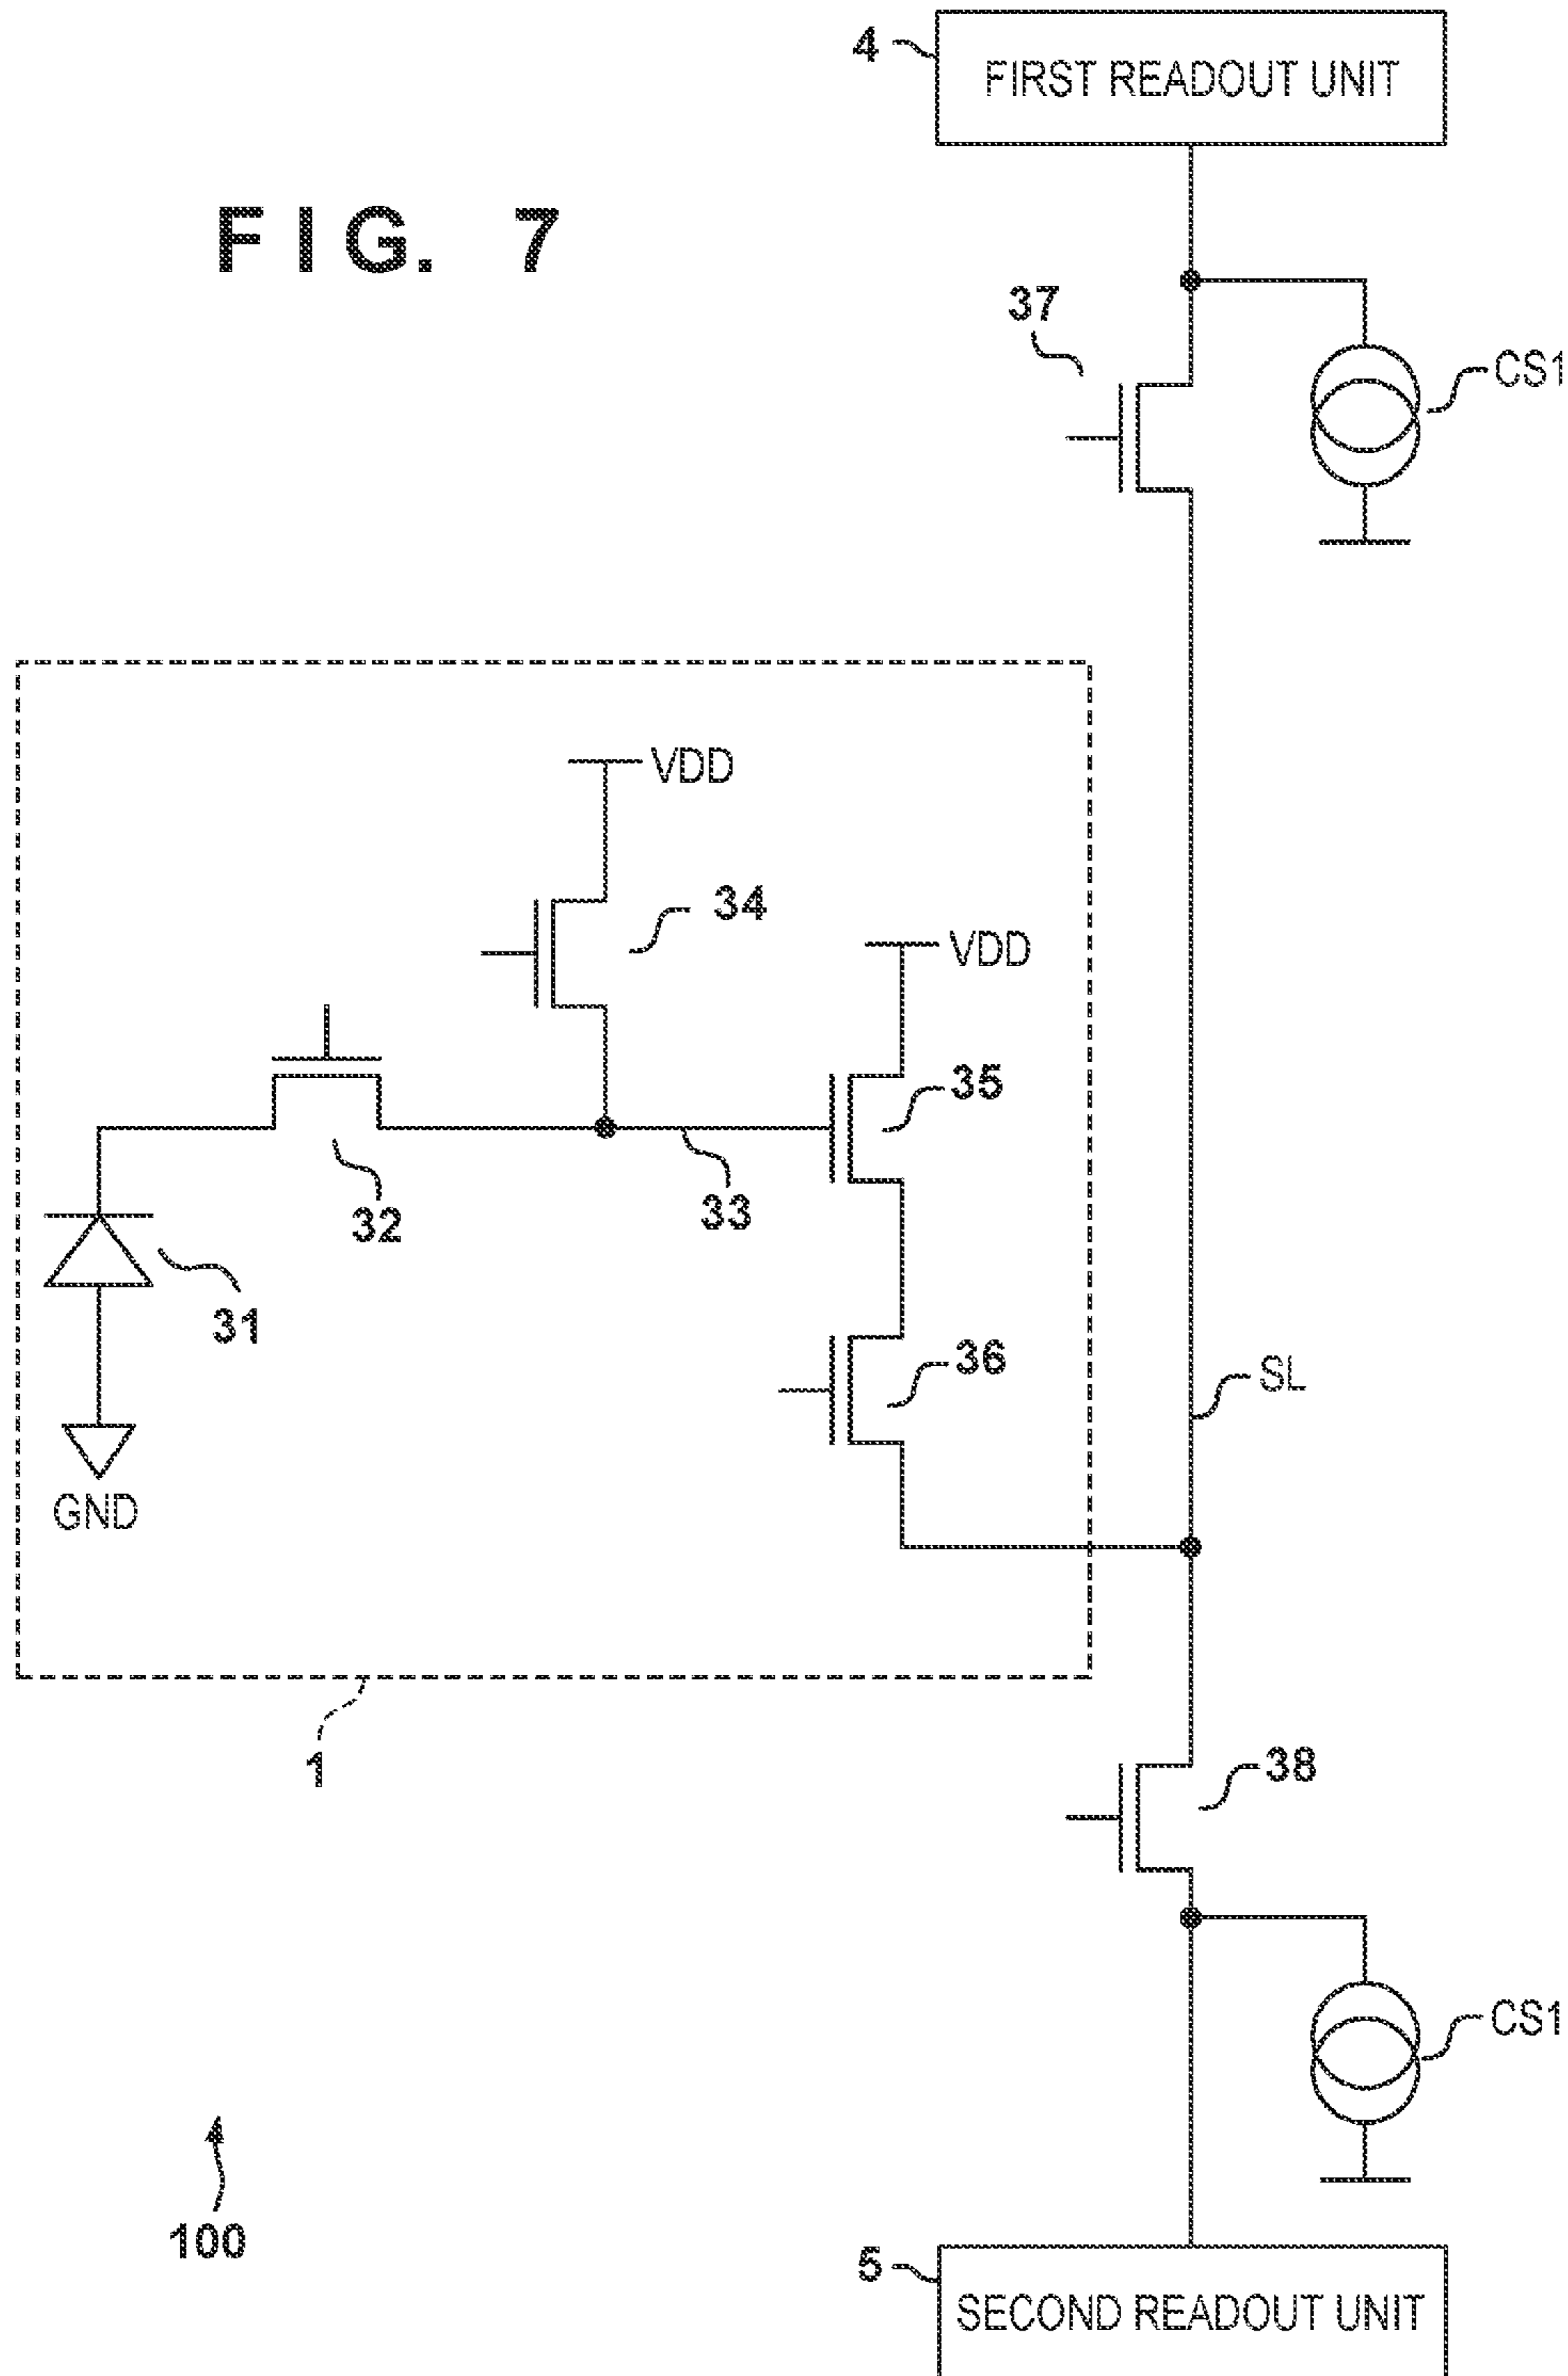 4
FIRST READOUT UNIT
FIG. 7
37
CS1
VDD
34
VDD
35
32
33
31
36
SL
GND
1
38
CS1
100
5
SECOND READOUT UNIT